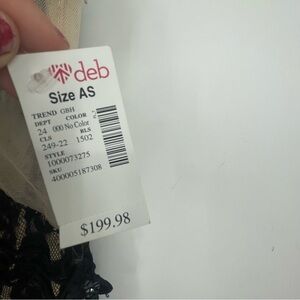 deb
Size AS
TREND GBH
DEPT COLOR
24 000 No Color
CLS RLS
249-22 1502
STYLE
1000073275
SKU
400005187308
$199.98